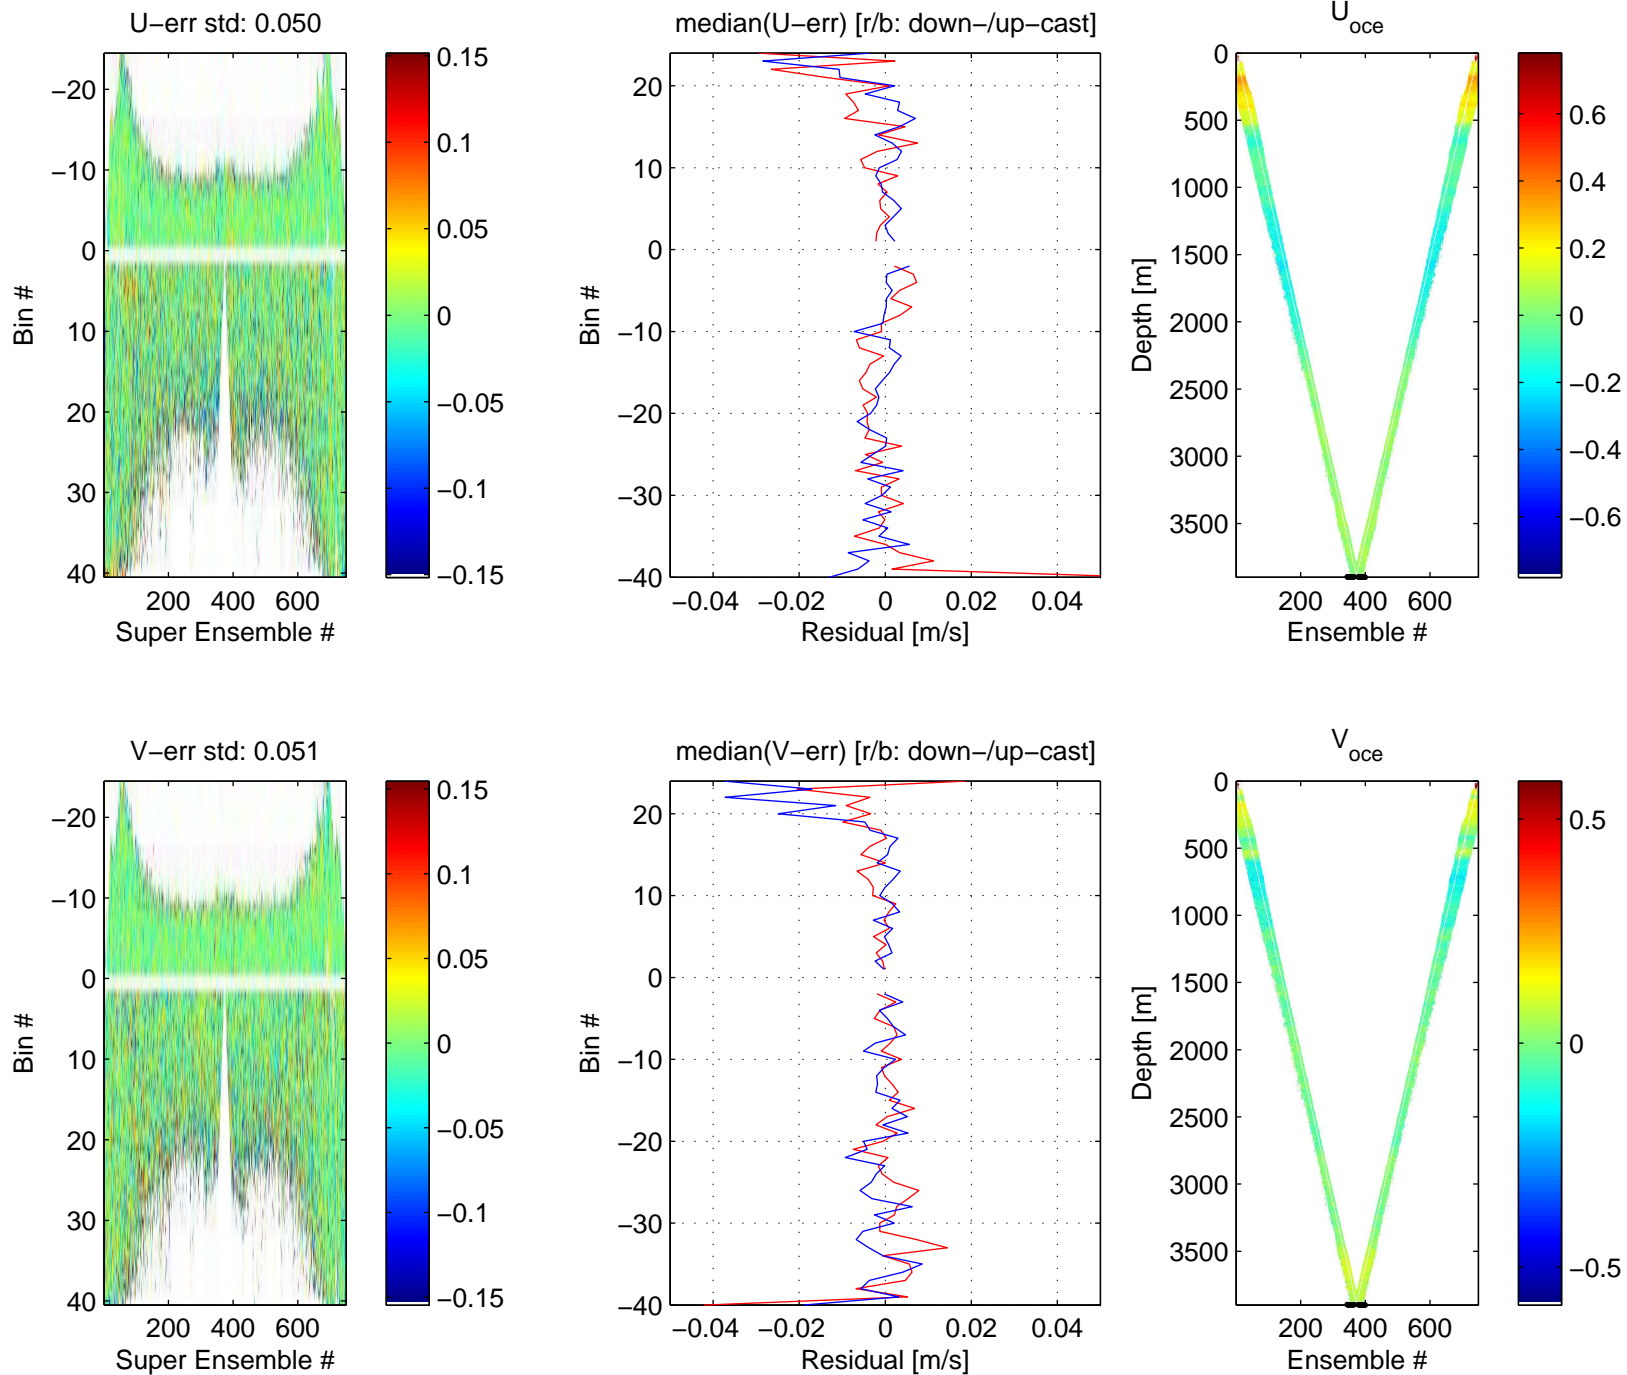 U−err std: 0.050
−20
−10
0
10
20
30
40
Bin #
200 400 600
Super Ensemble #
0.15
0.1
0.05
0
−0.05
−0.1
−0.15
median(U−err) [r/b: down−/up−cast]
20
10
0
−10
−20
−30
−40
Bin #
−0.04 −0.02 0 0.02 0.04
Residual [m/s]
U_oce
0
500
1000
1500
2000
2500
3000
3500
Depth [m]
200 400 600
Ensemble #
0.6
0.4
0.2
0
−0.2
−0.4
−0.6
V−err std: 0.051
−20
−10
0
10
20
30
40
Bin #
200 400 600
Super Ensemble #
0.15
0.1
0.05
0
−0.05
−0.1
−0.15
median(V−err) [r/b: down−/up−cast]
20
10
0
−10
−20
−30
−40
Bin #
−0.04 −0.02 0 0.02 0.04
Residual [m/s]
V_oce
0
500
1000
1500
2000
2500
3000
3500
Depth [m]
200 400 600
Ensemble #
0.5
0
−0.5